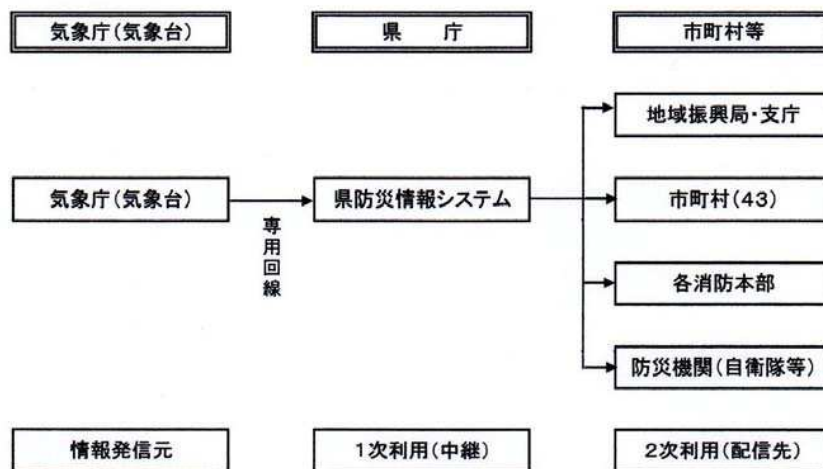 気象庁(気象台)
県　庁
市町村等
地域振興局・支庁
気象庁(気象台)
県防災情報システム
市町村(43)
専用回線
各消防本部
防災機関(自衛隊等)
情報発信元
1次利用(中継)
2次利用(配信先)